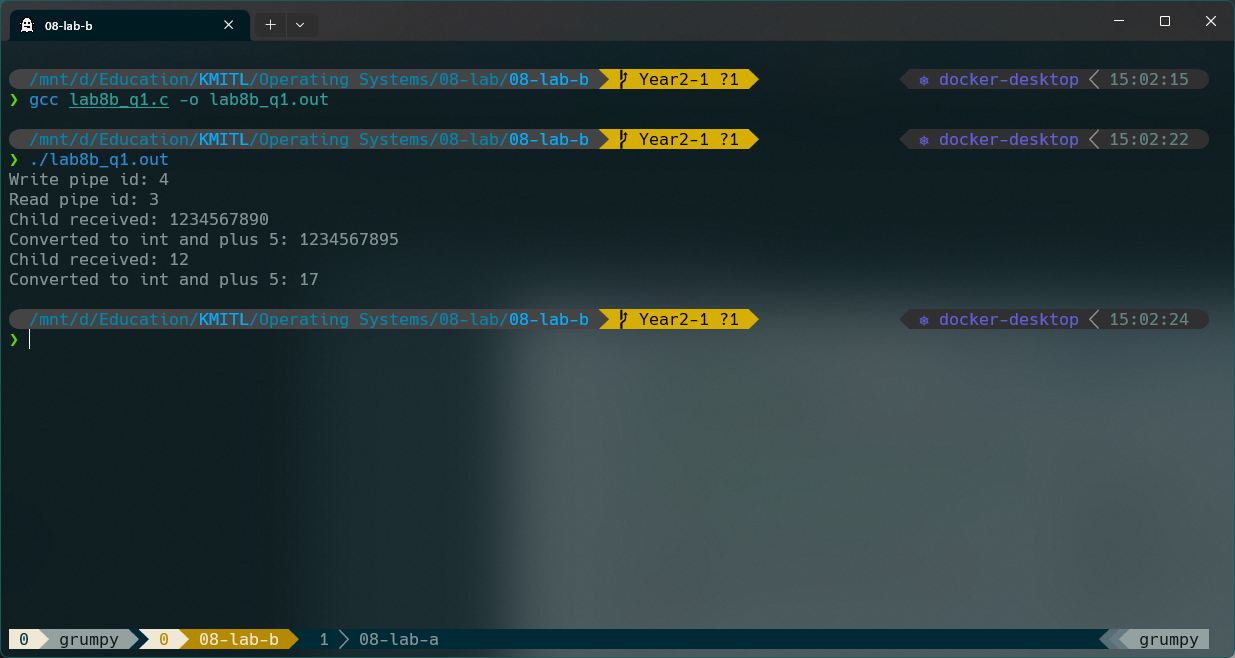 08-lab-b
/mnt/d/Education/KMITL/Operating Systems/08-lab/08-lab-b Year2-1 ?1 docker-desktop 15:02:15
❯ gcc lab8b_q1.c -o lab8b_q1.out
/mnt/d/Education/KMITL/Operating Systems/08-lab/08-lab-b Year2-1 ?1 docker-desktop 15:02:22
❯ ./lab8b_q1.out
Write pipe id: 4
Read pipe id: 3
Child received: 1234567890
Converted to int and plus 5: 1234567895
Child received: 12
Converted to int and plus 5: 17
/mnt/d/Education/KMITL/Operating Systems/08-lab/08-lab-b Year2-1 ?1 docker-desktop 15:02:24
❯
0 grumpy 0 08-lab-b 1 08-lab-a grumpy